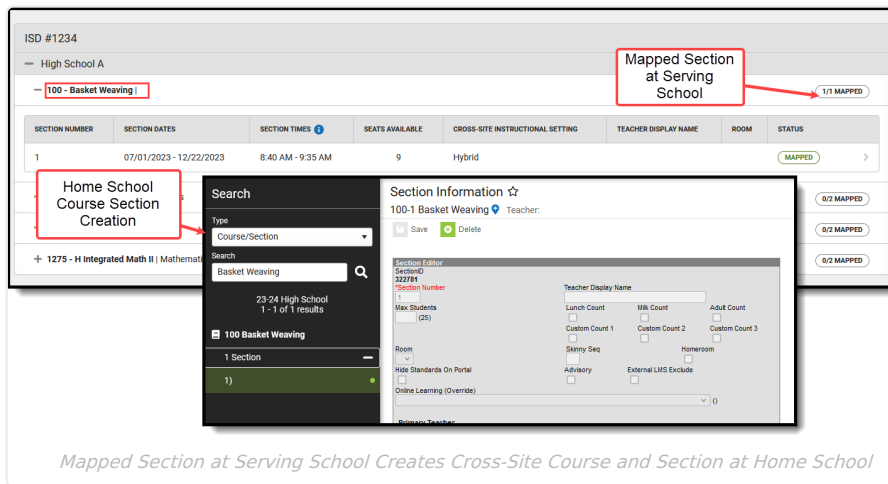 ISD #1234
High School A
Mapped Section
at Serving
School
100 - Basket Weaving |
1/1 MAPPED
SECTION NUMBER SECTION DATES SECTION TIMES SEATS AVAILABLE CROSS-SITE INSTRUCTIONAL SETTING TEACHER DISPLAY NAME ROOM STATUS
1 07/01/2023 - 12/22/2023 8:40 AM - 9:35 AM 9 Hybrid MAPPED
Home School
Course Section
Creation
0/2 MAPPED
0/2 MAPPED
1275 - H Integrated Math II | Mathemati
0/2 MAPPED
Search
Type
Course/Section
Search
Basket Weaving
23-24 High School
1 - 1 of 1 results
100 Basket Weaving
1 Section
1)
Section Information
100-1 Basket Weaving Teacher:
Save Delete
Section Editor
SectionID
322781
*Section Number Teacher Display Name
1
Max Students Lunch Count Milk Count Adult Count
(25)
Custom Count 1 Custom Count 2 Custom Count 3
Room Skinny Seq Homeroom
Hide Standards On Portal Advisory External LMS Exclude
Online Learning (Override)
()
Primary Teacher
Mapped Section at Serving School Creates Cross-Site Course and Section at Home School